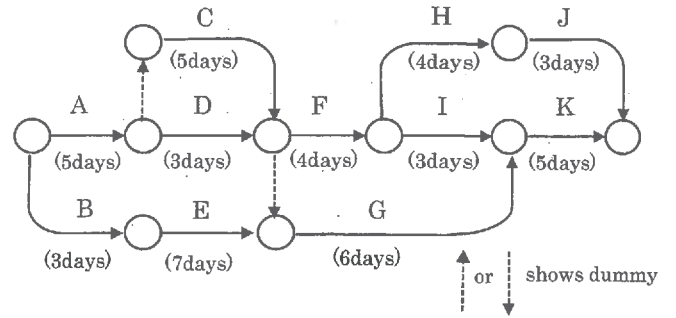 C H J
(5days) (4days) (3days)
A D F I K
(5days) (3days) (4days) (3days) (5days)
B E G
(3days) (7days) (6days)
or shows dummy